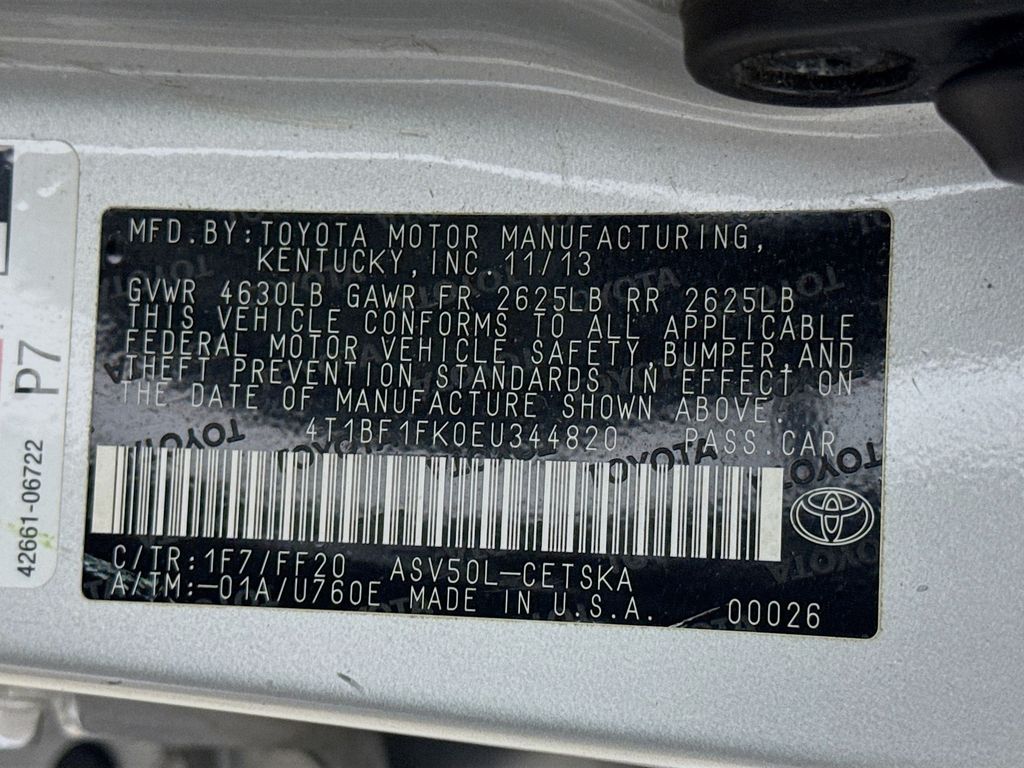 MFD.BY:TOYOTA MOTOR MANUFACTURING,
KENTUCKY,INC. 11/13
GVWR 4630LB GAWR FR 2625LB RR 2625LB
THIS VEHICLE CONFORMS TO ALL APPLICABLE
FEDERAL MOTOR VEHICLE SAFETY,BUMPER,AND
THEFT PREVENTION STANDARDS IN EFFECT ON
THE DATE OF MANUFACTURE SHOWN ABOVE.
4T1BF1FK0EU344820 PASS.CAR
C/TR:1F7/FF20 ASV50L-CETSKA
A/TM:-01A/U760E MADE IN U.S.A. 00026
P7
42661-06722
TOYOTA